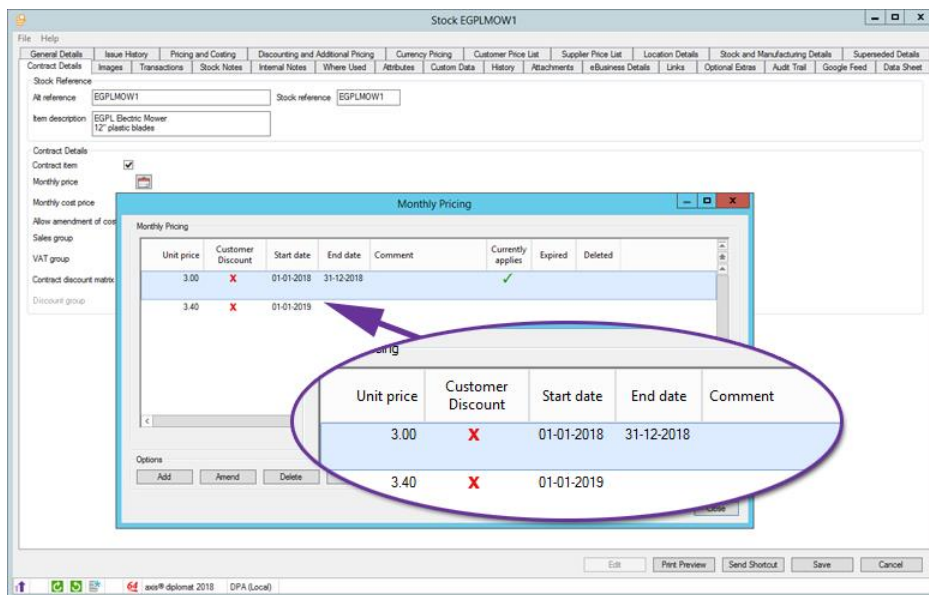 Stock EGPLMOW1
File Help
General Details Issue History Pricing and Costing Discounting and Additional Pricing Currency Pricing Customer Price List Supplier Price List Location Details Stock and Manufacturing Details Superseded Details
Contract Details Images Transactions Stock Notes Internal Notes Where Used Attributes Custom Data History Attachments eBusiness Details Links Optional Extras Audit Trail Google Feed Data Sheet
Stock Reference
Alt reference EGPLMOW1 Stock reference EGPLMOW1
Item description EGPL Electric Mower
12" plastic blades
Contract Details
Contract item
Monthly price
Monthly cost price
Allow amendment of cos
Sales group
VAT group
Contract discount matrix
Discount group
Monthly Pricing
Monthly Pricing
Unit price Customer Discount Start date End date Comment Currently applies Expired Deleted
3.00 X 01-01-2018 31-12-2018 ✓
3.40 X 01-01-2019
Options
Add Amend Delete
Close
Unit price Customer Discount Start date End date Comment
3.00 X 01-01-2018 31-12-2018
3.40 X 01-01-2019
Edit Print Preview Send Shortcut Save Cancel
64 axis® diplomat 2018 DPA (Local)